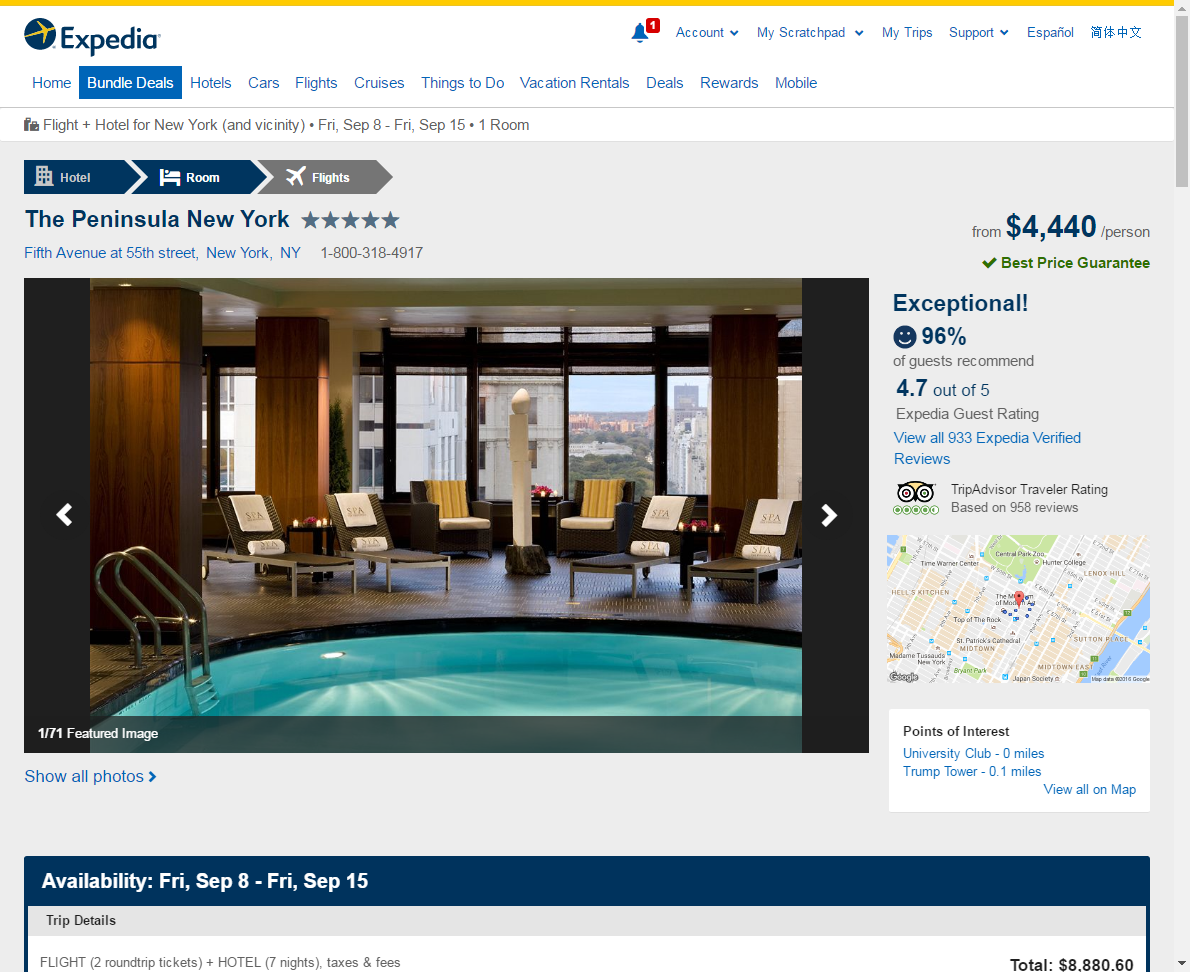 Expedia
1
Account
My Scratchpad
My Trips
Support
Español
简体中文
Home
Bundle Deals
Hotels
Cars
Flights
Cruises
Things to Do
Vacation Rentals
Deals
Rewards
Mobile
Flight + Hotel for New York (and vicinity) • Fri, Sep 8 - Fri, Sep 15 • 1 Room
Hotel
Room
Flights
The Peninsula New York
Fifth Avenue at 55th street, New York, NY 1-800-318-4917
from $4,440 /person
Best Price Guarantee
SPA
SPA
SPA
SPA
SPA
SPA
SPA
SPA
1/71 Featured Image
Show all photos
Exceptional!
96%
of guests recommend
4.7 out of 5
Expedia Guest Rating
View all 933 Expedia Verified
Reviews
TripAdvisor Traveler Rating
Based on 958 reviews
Central Park Zoo
Time Warner Center
Hunter College
LENOX HILL
HELL'S KITCHEN
Top of The Rock
St. Patrick's Cathedral
MIDTOWN
SUTTON PLACE
Madame Tussauds
New York
Bryant Park
MIDTOWN EAST
Japan Society
Google
Map data ©2016 Google
Points of Interest
University Club - 0 miles
Trump Tower - 0.1 miles
View all on Map
Availability: Fri, Sep 8 - Fri, Sep 15
Trip Details
FLIGHT (2 roundtrip tickets) + HOTEL (7 nights), taxes & fees
Total: $8,880.60